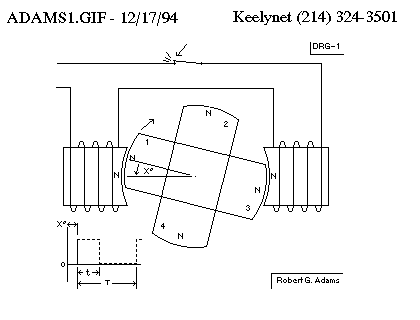 ADAMS1.GIF - 12/17/94 Keelynet (214) 324-3501
DRG-1
N
2
1
N
N
X°
N
N
3
4
N
X°
0
t
T
Robert G. Adams